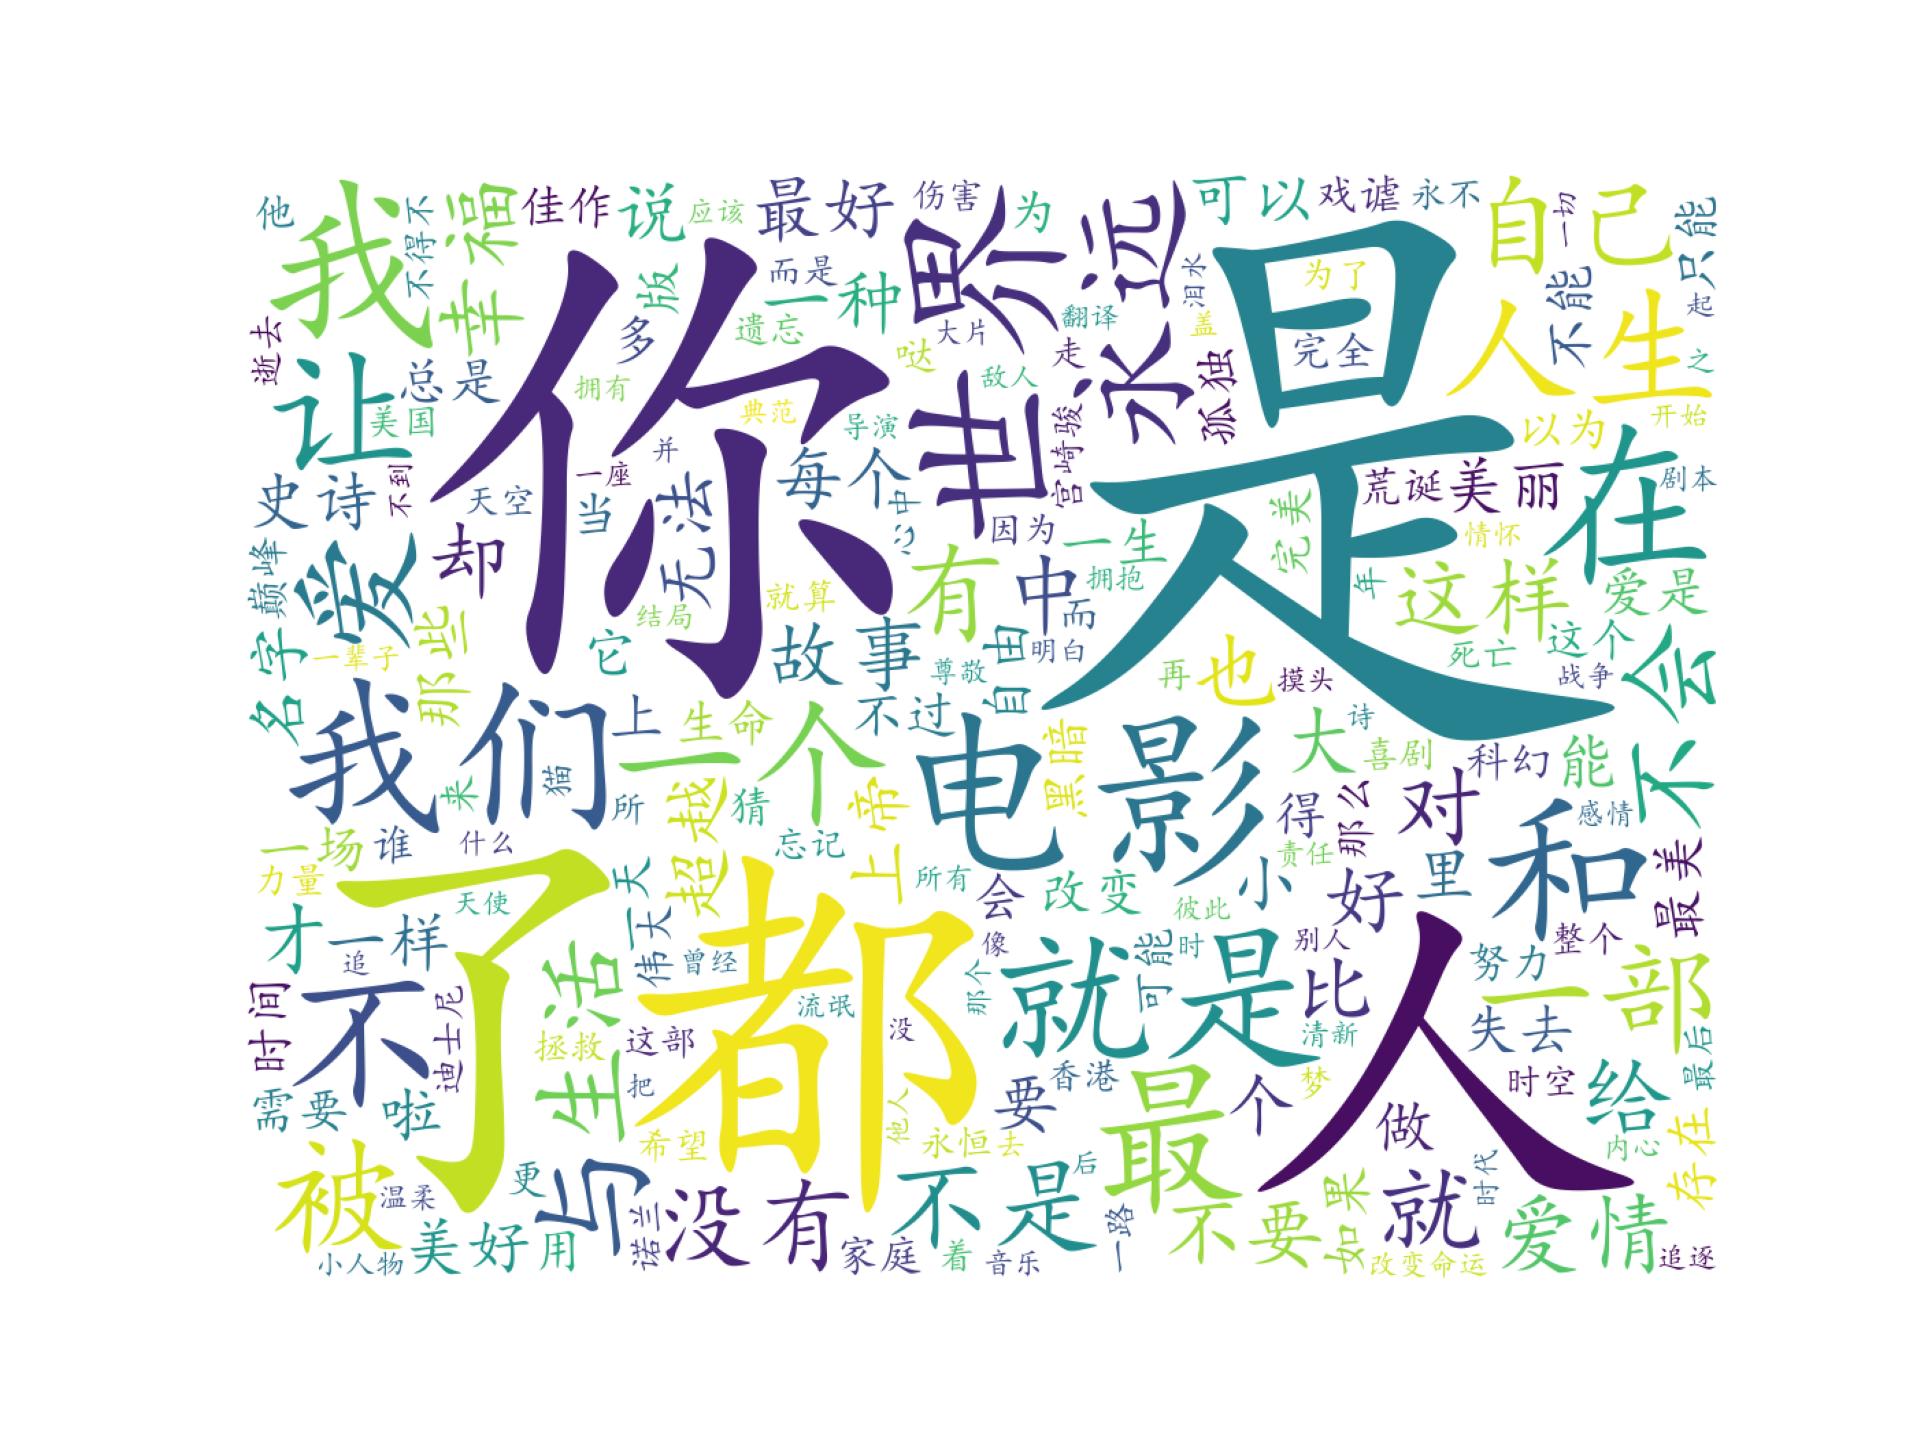 他
我
不得不
幸福
佳作
说
应该
最好
伤害
界
为
永远
可以
戏谑
永不
自己
一切
只能
是
你
逝去
让
总是
美国
版
多
而是
一种
遗忘
哒
大片
翻译
走
泪水
盖
为了
完全
人生
不能
起
之
拥有
典范
导演
敌人
世
宫崎骏
孤独
以为
开始
史诗
不到
天空
一座
并
当
无法
每个
心中
因为
一生
完美
荒诞
美丽
情怀
在
剧本
巅峰
爱
却
那些
结局
就算
有
中
而
拥抱
年
这样
爱是
名字
一辈子
它
故事
尊敬
自由
明白
再
也
摸头
死亡
这个
战争
不会
我们
上
生命
不过
电影
黑暗
大
诗
喜剧
科幻
能
猫
来
所
一个
超越
猜
上帝
忘记
得
那么
对
和
感情
一场
谁
什么
力量
了
天使
一天
都
所有
会
改变
彼此
小
责任
好
里
最美
才
一样
追
时间
不
迪士尼
生活
伟大
曾经
流氓
没
像
那个
就是
可能
时
别人
比
人
努力
整个
一部
拯救
这部
把
清新
失去
最后
需要
啦
他人
要
香港
最
个
梦
做
时空
给
被
温柔
更
与
希望
永恒
去
后
不是
不要
如果
就
时代
爱情
内心
存在
小人物
美好
用
诺兰
没有
家庭
着
音乐
一路
改变命运
追逐